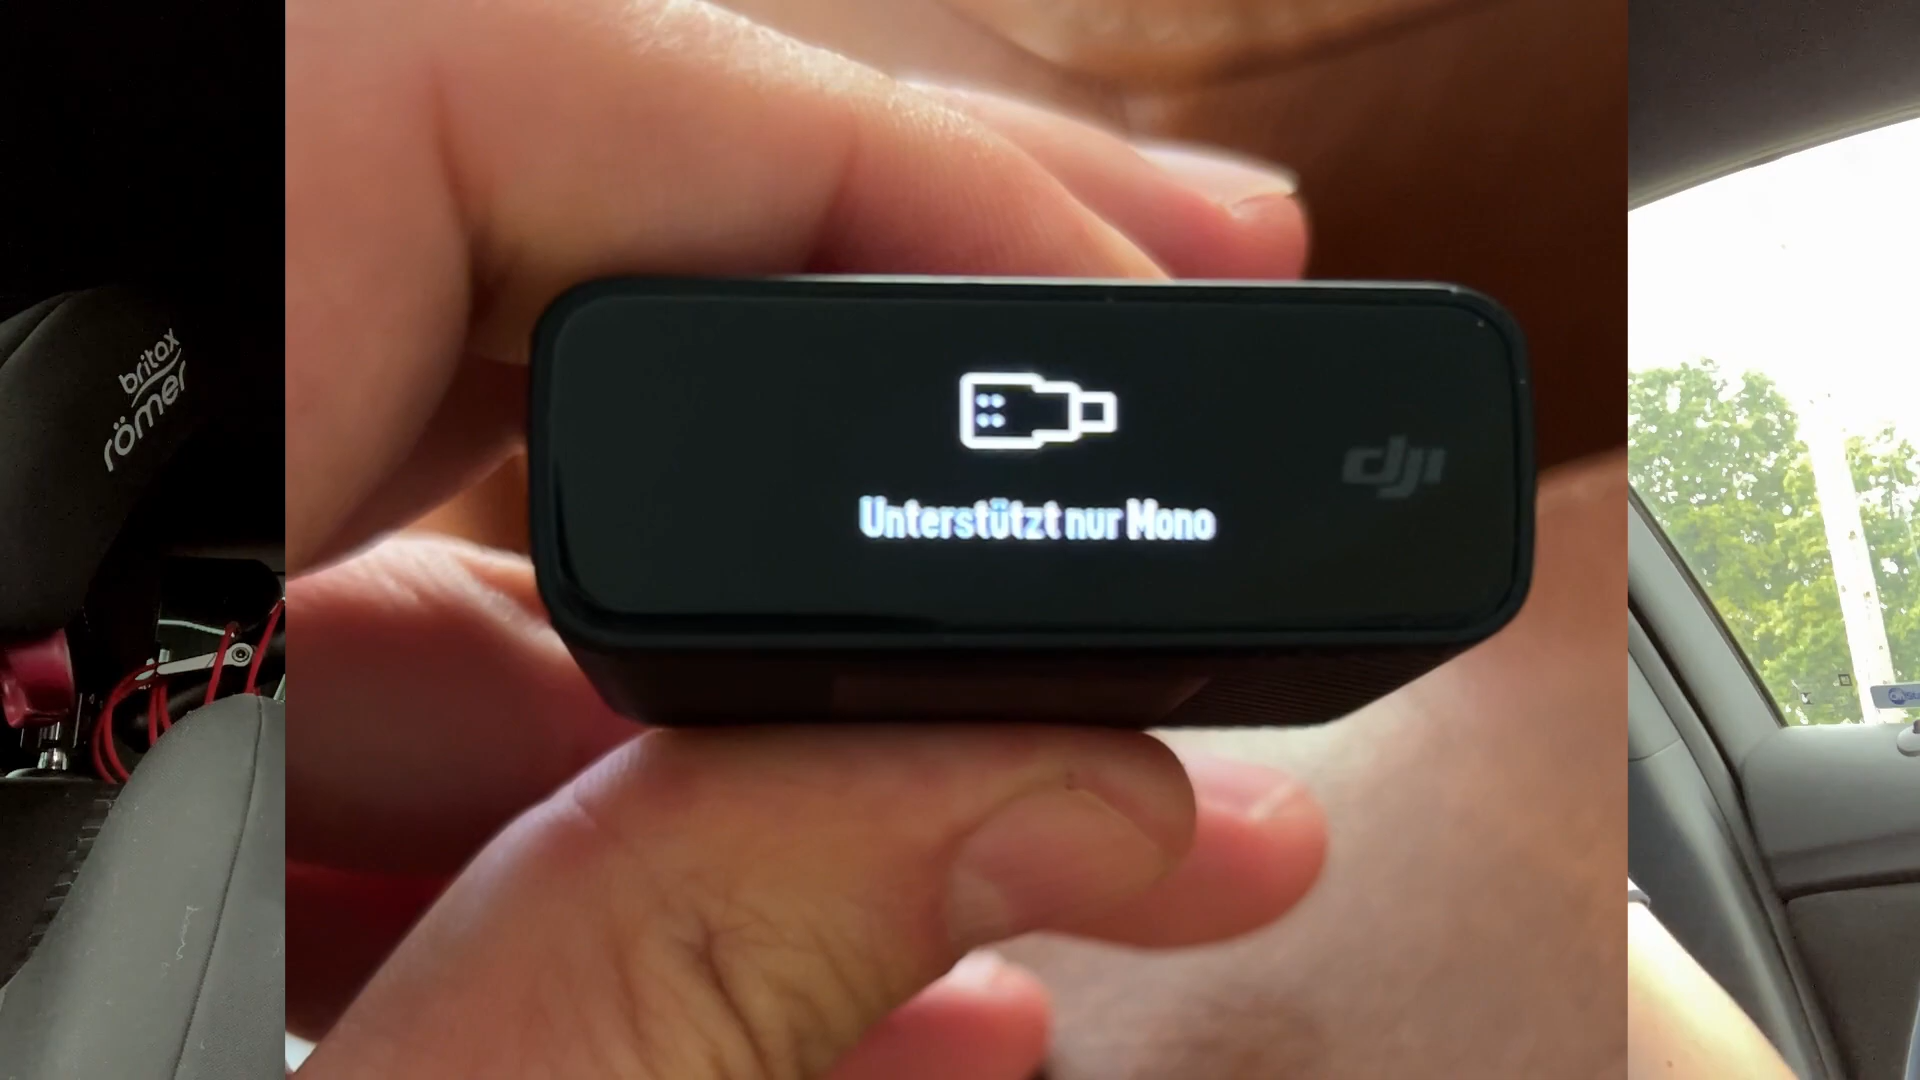 britax
römer
Unterstützt nur Mono
dji